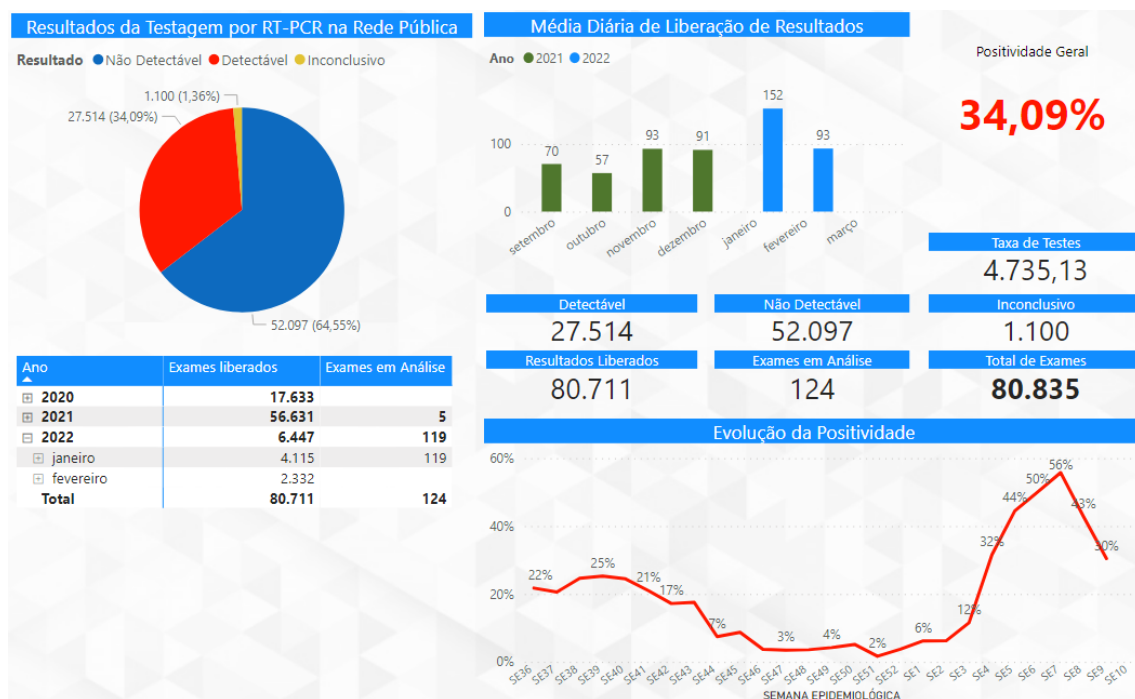 Resultados da Testagem por RT-PCR na Rede Pública
Resultado Não Detectável Detectável Inconclusivo
1.100 (1,36%)
27.514 (34,09%)
52.097 (64,55%)
Ano Exames liberados Exames em Análise
2020 17.633
2021 56.631 5
2022 6.447 119
janeiro 4.115 119
fevereiro 2.332
Total 80.711 124
Média Diária de Liberação de Resultados
Ano 2021 2022
100
0
70
57
93
91
152
93
setembro
outubro
novembro
dezembro
janeiro
fevereiro
março
Positividade Geral
34,09%
Taxa de Testes
4.735,13
Detectável
27.514
Não Detectável
52.097
Inconclusivo
1.100
Resultados Liberados
80.711
Exames em Análise
124
Total de Exames
80.835
Evolução da Positividade
60%
40%
20%
0%
22%
25%
21%
17%
7%
3%
4%
2%
6%
12%
32%
44%
50%
56%
43%
30%
SE36
SE37
SE38
SE39
SE40
SE41
SE42
SE43
SE44
SE45
SE46
SE47
SE48
SE49
SE50
SE51
SE52
SE1
SE2
SE3
SE4
SE5
SE6
SE7
SE8
SE9
SE10
SEMANA EPIDEMIOLÓGICA